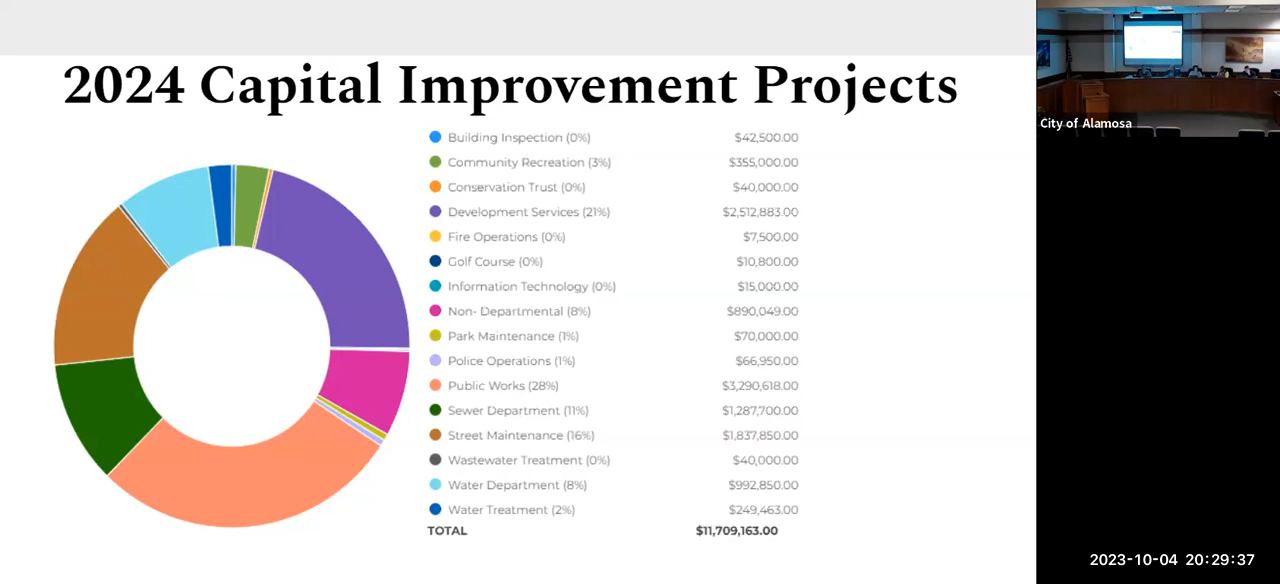 2024 Capital Improvement Projects
Building Inspection (0%) $42,500.00
Community Recreation (3%) $355,000.00
Conservation Trust (0%) $40,000.00
Development Services (21%) $2,512,883.00
Fire Operations (0%) $7,500.00
Golf Course (0%) $10,800.00
Information Technology (0%) $15,000.00
Non- Departmental (8%) $890,049.00
Park Maintenance (1%) $70,000.00
Police Operations (1%) $66,950.00
Public Works (28%) $3,290,618.00
Sewer Department (11%) $1,287,700.00
Street Maintenance (16%) $1,837,850.00
Wastewater Treatment (0%) $40,000.00
Water Department (8%) $992,850.00
Water Treatment (2%) $249,463.00
TOTAL $11,709,163.00
City of Alamosa
2023-10-04 20:29:37